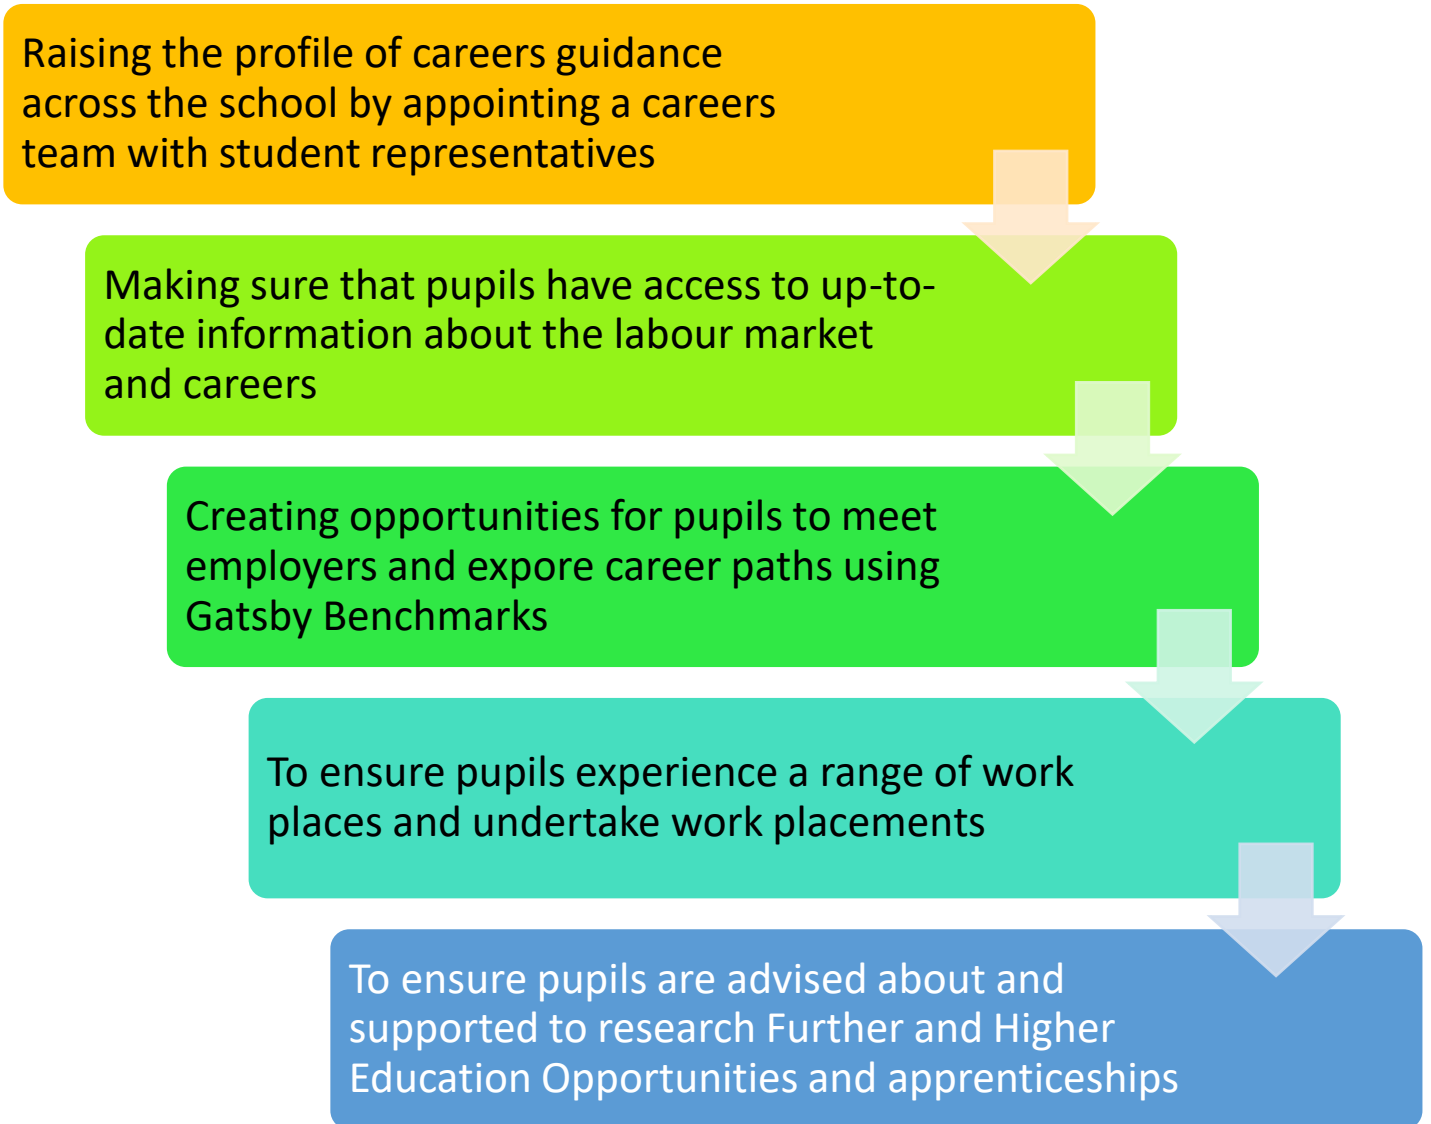 Raising the profile of careers guidance
across the school by appointing a careers
team with student representatives
Making sure that pupils have access to up-to-
date information about the labour market
and careers
Creating opportunities for pupils to meet
employers and expore career paths using
Gatsby Benchmarks
To ensure pupils experience a range of work
places and undertake work placements
To ensure pupils are advised about and
supported to research Further and Higher
Education Opportunities and apprenticeships